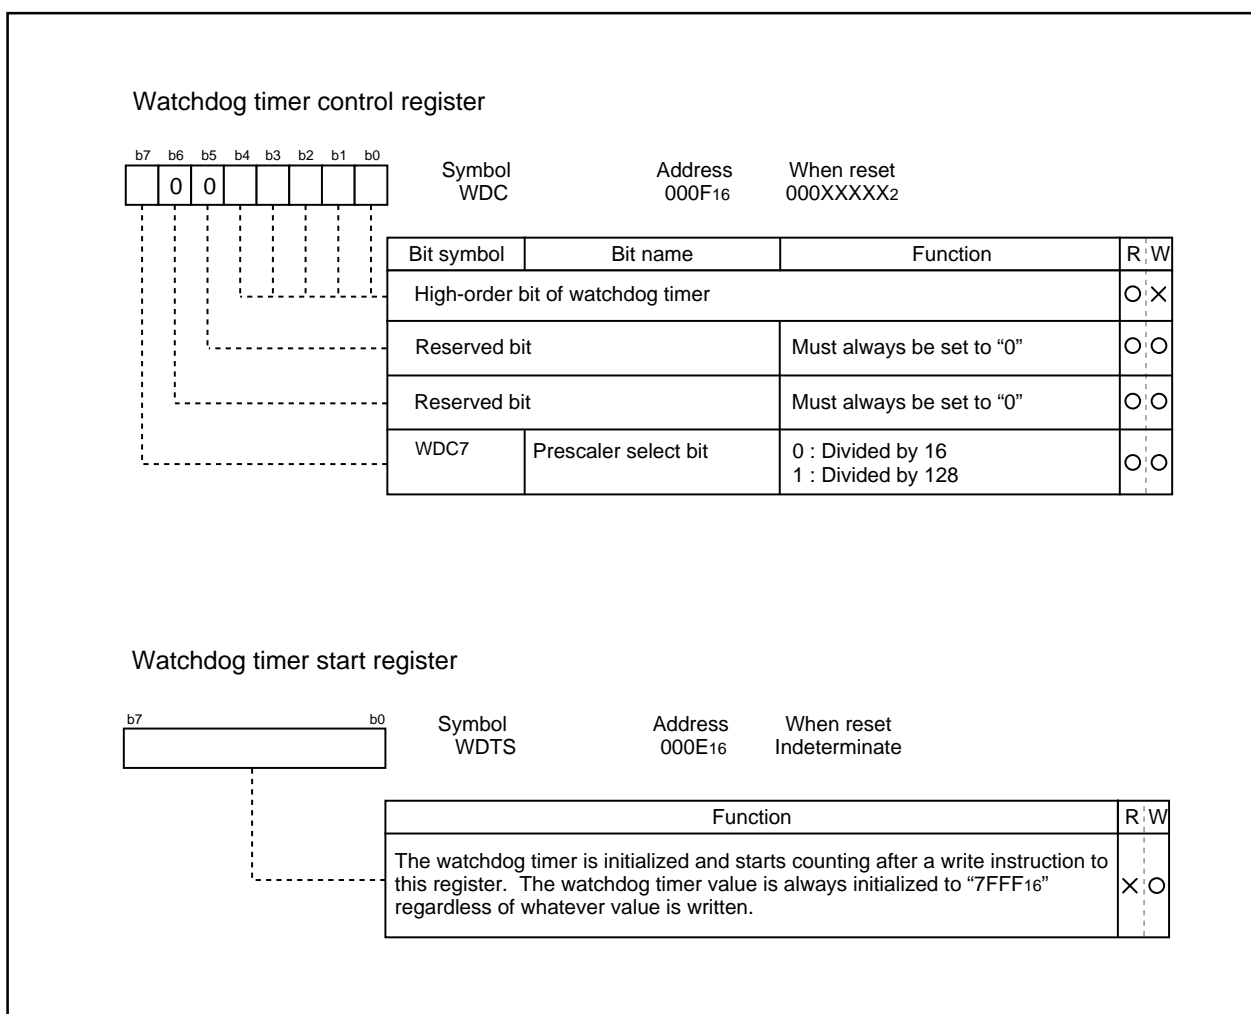 Watchdog timer control register
b7 b6 b5 b4 b3 b2 b1 b0
0 0
Symbol Address When reset
WDC 000F16 000XXXXX2
Bit symbol Bit name Function R W
High-order bit of watchdog timer
Reserved bit Must always be set to “0”
Reserved bit Must always be set to “0”
WDC7 Prescaler select bit 0 : Divided by 16
1 : Divided by 128
Watchdog timer start register
b7 b0
Symbol Address When reset
WDTS 000E16 Indeterminate
Function R W
The watchdog timer is initialized and starts counting after a write instruction to
this register. The watchdog timer value is always initialized to “7FFF16”
regardless of whatever value is written.